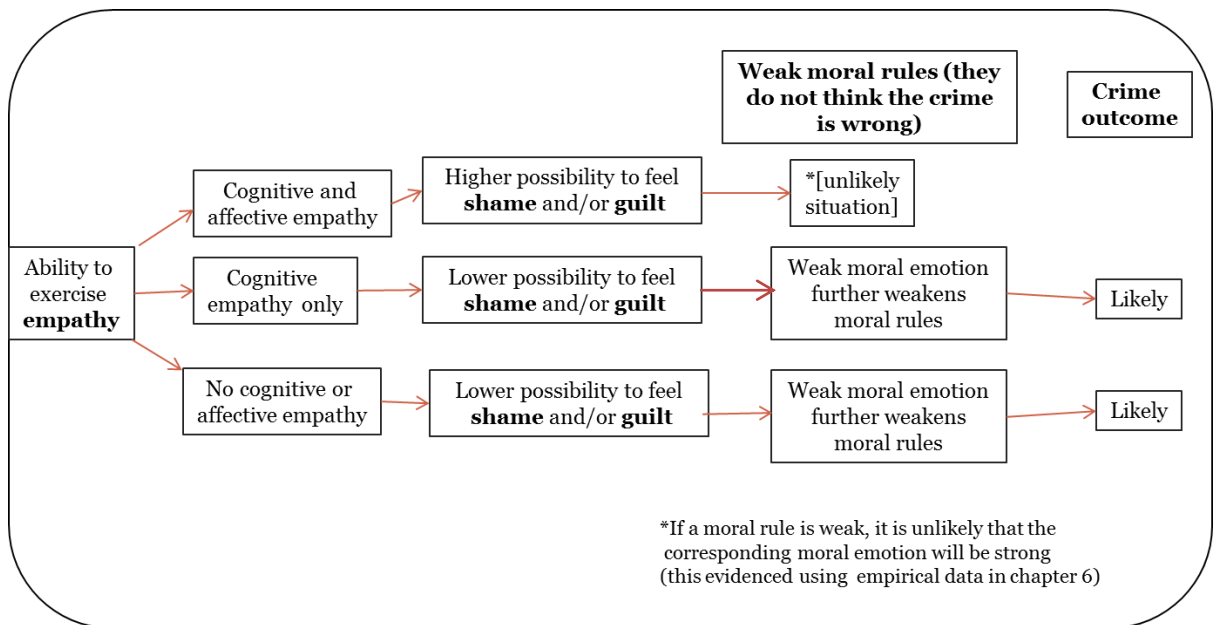 Weak moral rules (they
do not think the crime
is wrong)
Crime
outcome
Cognitive and
affective empathy
Higher possibility to feel
shame and/or guilt
*[unlikely
situation]
Ability to
exercise
empathy
Cognitive
empathy only
Lower possibility to feel
shame and/or guilt
Weak moral emotion
further weakens
moral rules
Likely
No cognitive or
affective empathy
Lower possibility to feel
shame and/or guilt
Weak moral emotion
further weakens
moral rules
Likely
*If a moral rule is weak, it is unlikely that the
corresponding moral emotion will be strong
(this evidenced using empirical data in chapter 6)